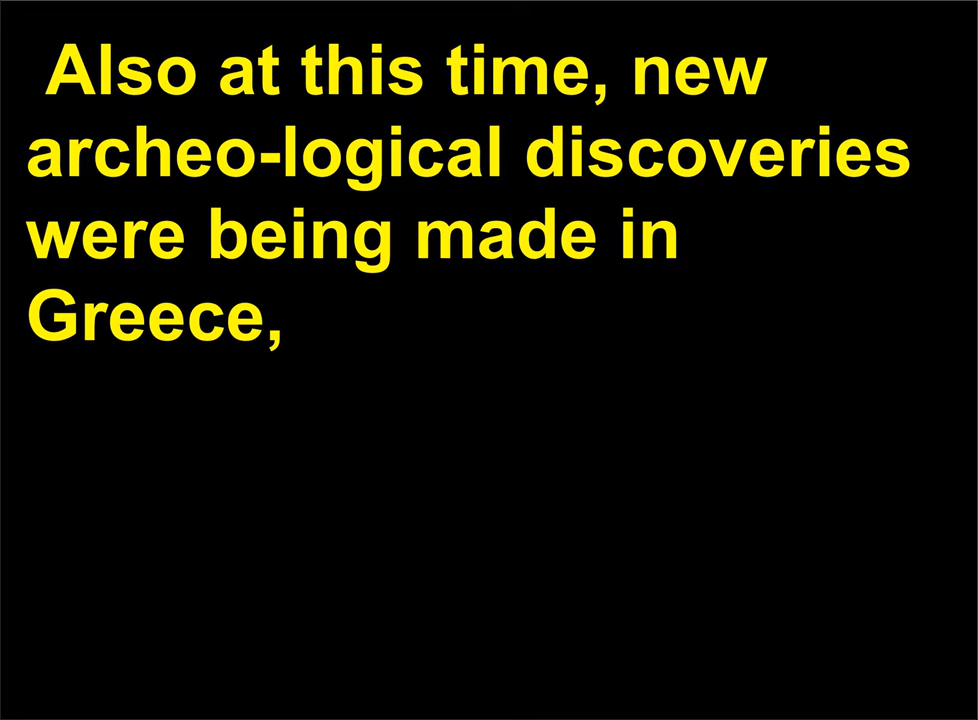 Also at this time, new
archeo-logical discoveries
were being made in
Greece,